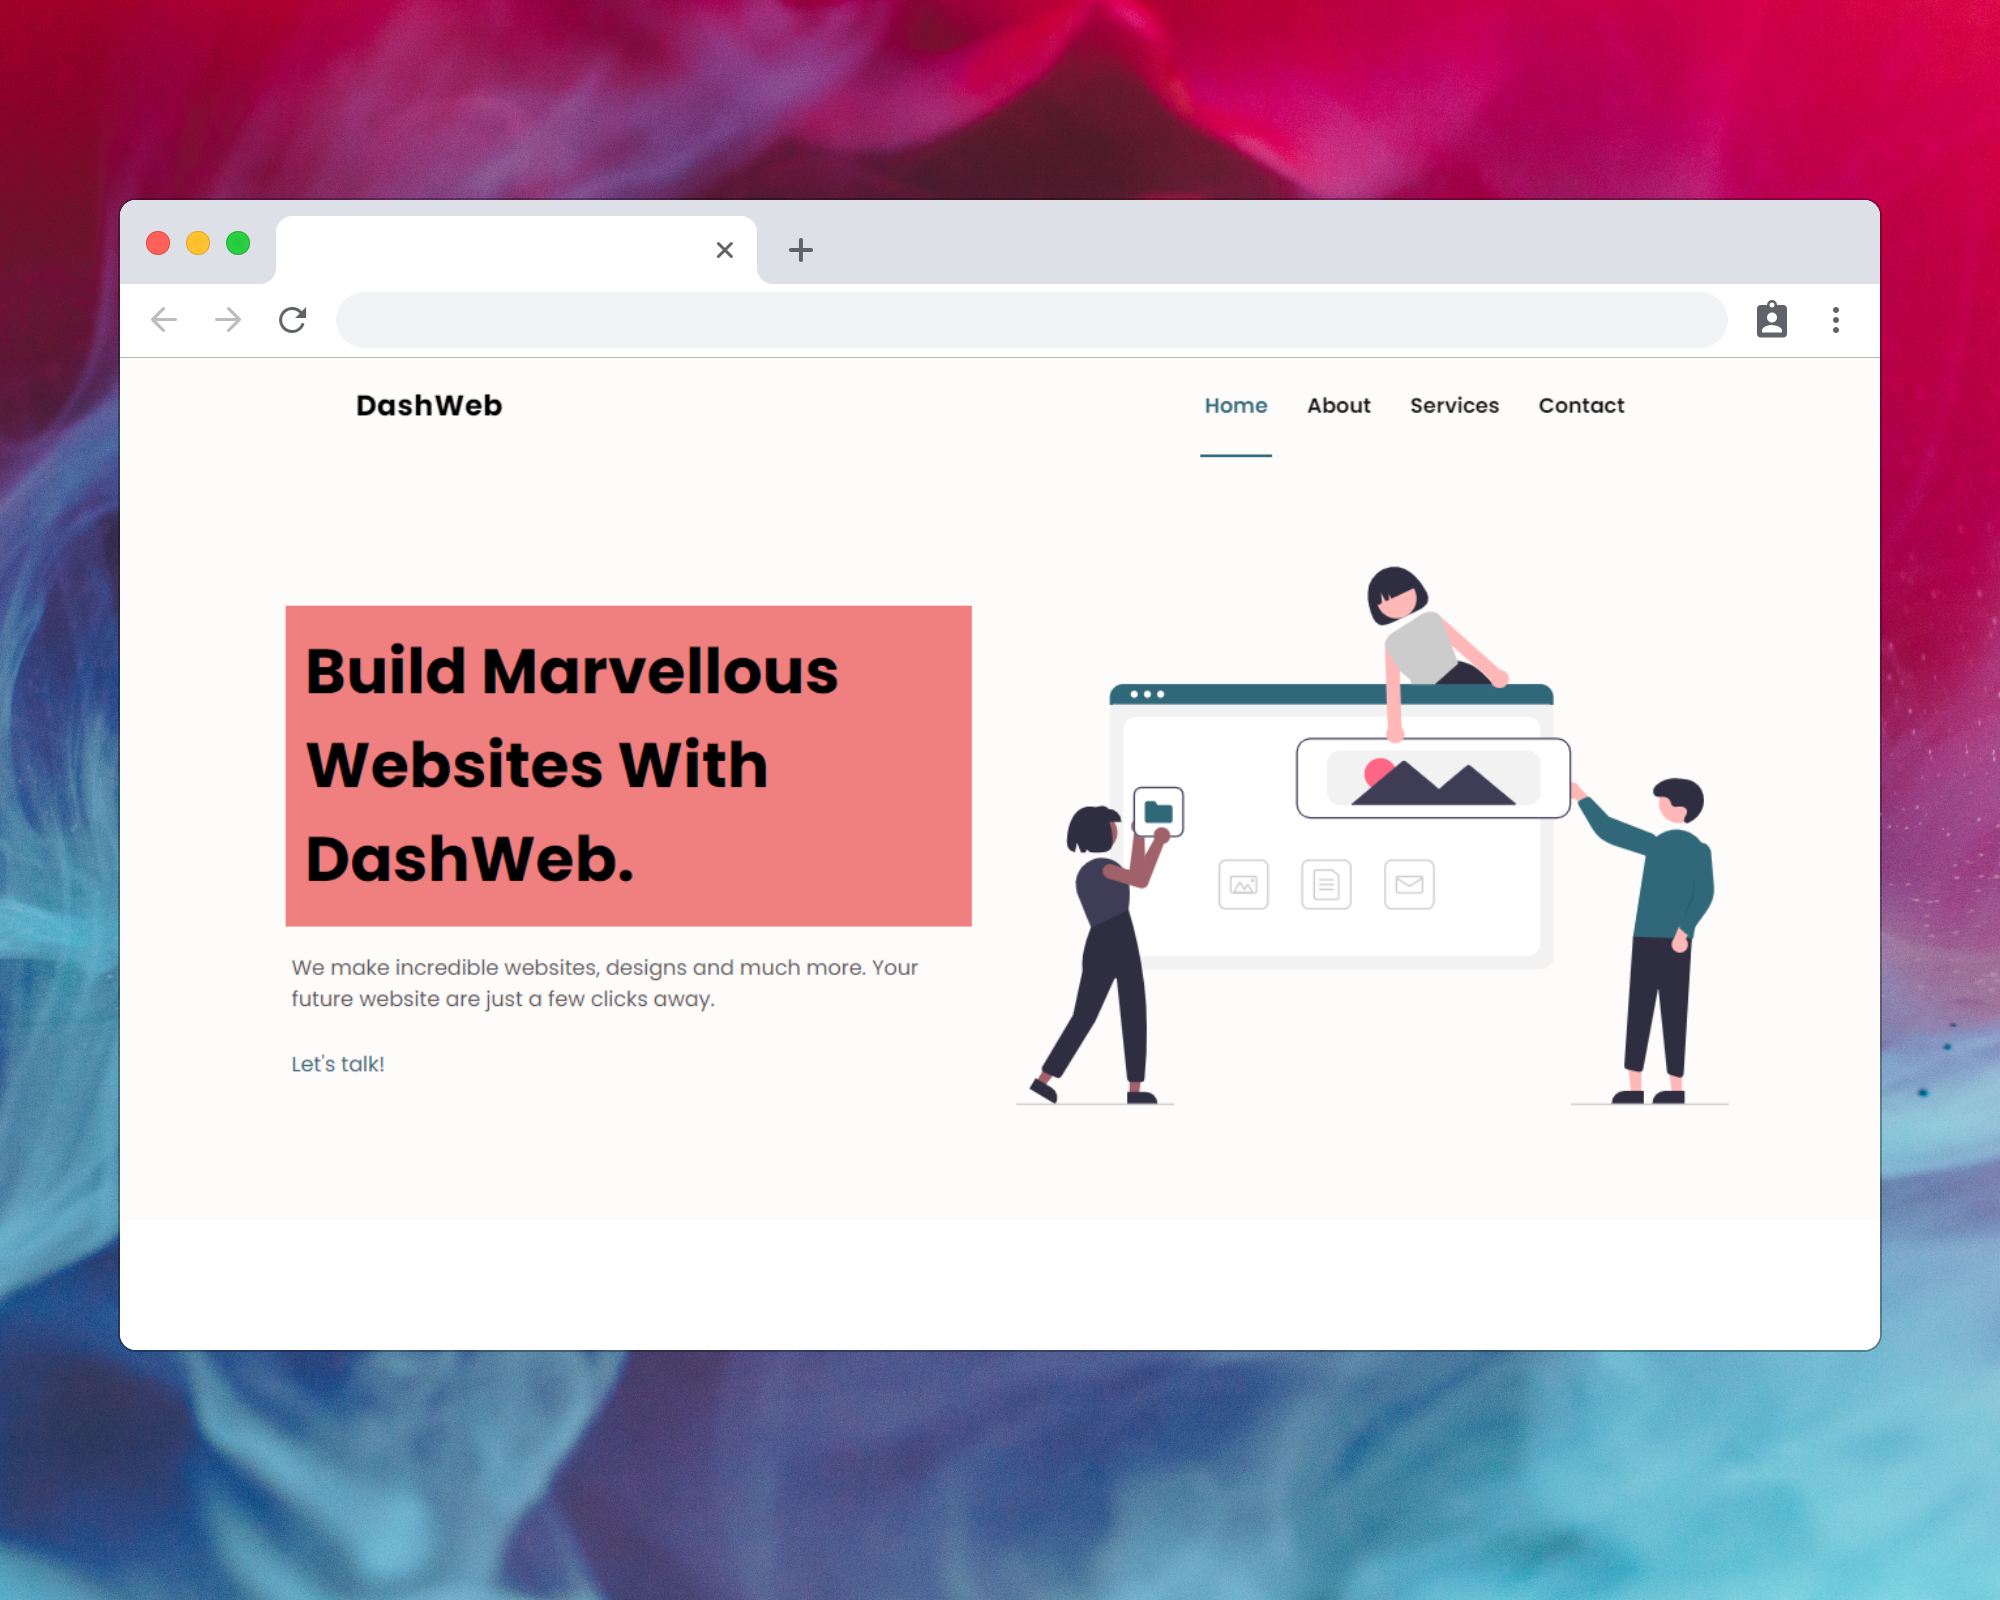 DashWeb
Home About Services Contact
Build Marvellous
Websites With
DashWeb.
We make incredible websites, designs and much more. Your
future website are just a few clicks away.
Let's talk!